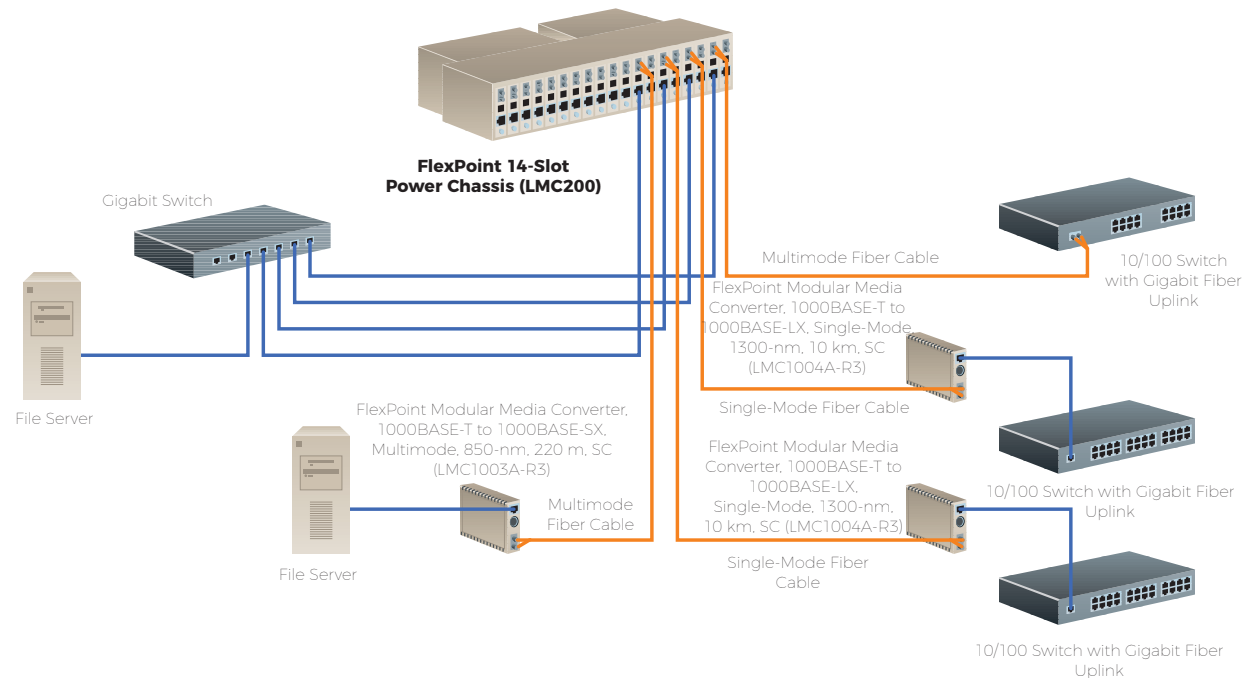 FlexPoint 14-Slot
Power Chassis (LMC200)
Gigabit Switch
File Server
Multimode Fiber Cable
10/100 Switch
with Gigabit Fiber
Uplink
FlexPoint Modular Media
Converter, 1000BASE-T to
1000BASE-LX, Single-Mode,
1300-nm, 10 km, SC
(LMC1004A-R3)
Single-Mode Fiber Cable
10/100 Switch with Gigabit Fiber
Uplink
FlexPoint Modular Media Converter,
1000BASE-T to 1000BASE-SX,
Multimode, 850-nm, 220 m, SC
(LMC1003A-R3)
Multimode
Fiber Cable
File Server
FlexPoint Modular Media
Converter, 1000BASE-T to
1000BASE-LX,
Single-Mode, 1300-nm,
10 km, SC (LMC1004A-R3)
Single-Mode Fiber
Cable
10/100 Switch with Gigabit Fiber
Uplink